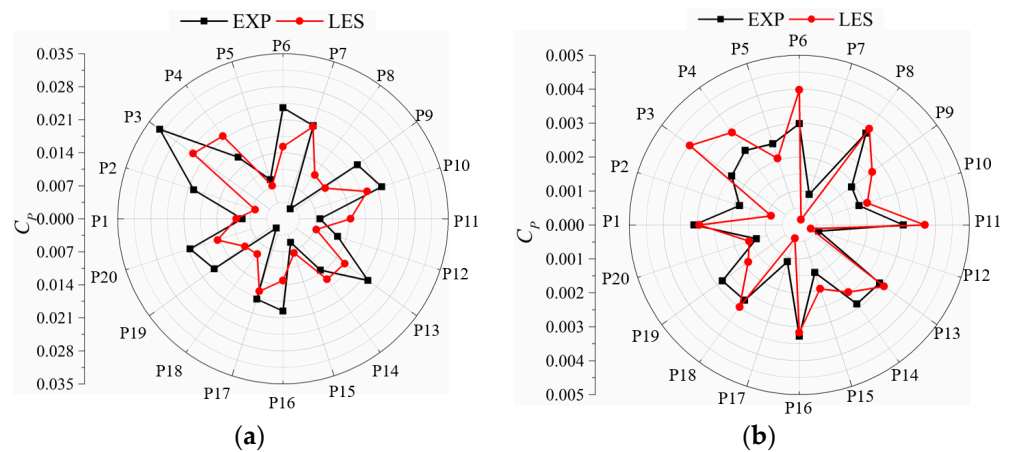 EXP LES
0.035
0.028
0.021
0.014
0.007
0.000
0.007
0.014
0.021
0.028
0.035
C_P
P1
P2
P3
P4
P5
P6
P7
P8
P9
P10
P11
P12
P13
P14
P15
P16
P17
P18
P19
P20
(a)
EXP LES
0.005
0.004
0.003
0.002
0.001
0.000
0.001
0.002
0.003
0.004
0.005
C_P
P1
P2
P3
P4
P5
P6
P7
P8
P9
P10
P11
P12
P13
P14
P15
P16
P17
P18
P19
P20
(b)